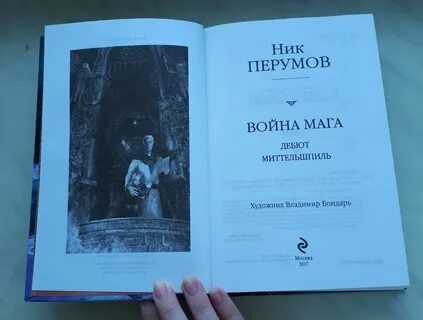 Ник
ПЕРУМОВ
ВОЙНА МАГА
ДЕБЮТ
МИТТЕЛЬШПИЛЬ
Художник Владимир Бондарь
Москва
2017